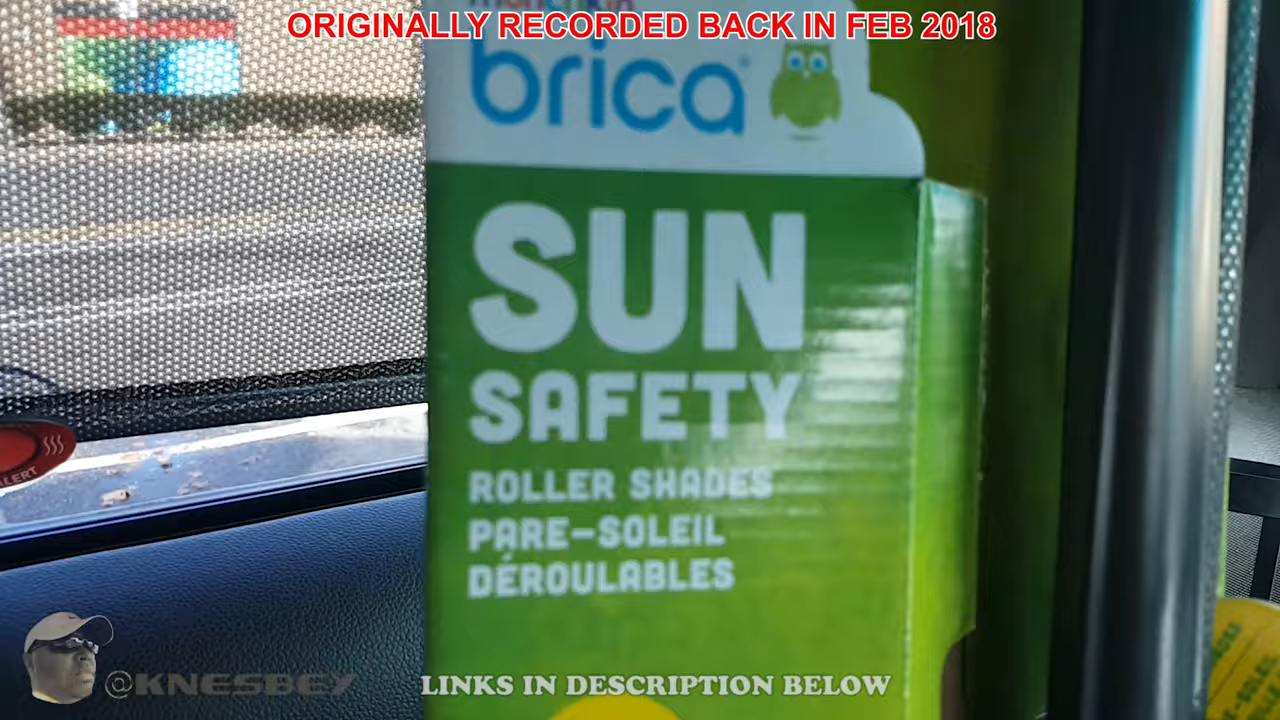 ORIGINALLY RECORDED BACK IN FEB 2018
brica
SUN
SAFETY
ROLLER SHADES
PARE-SOLEIL
DÉROULABLES
ALERT
@KNESBEY
LINKS IN DESCRIPTION BELOW